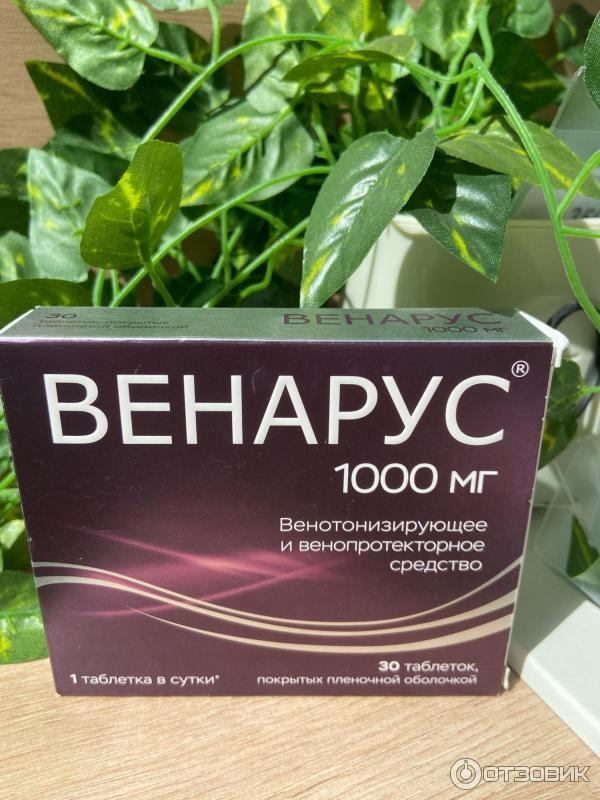 30
таблеток, покрытых
пленочной оболочкой
ВЕНАРУС
1000 мг
ВЕНАРУС®
1000 мг
Венотонизирующее
и венопротекторное
средство
1 таблетка в сутки*
30 таблеток,
покрытых пленочной оболочкой
ОТЗОВИК